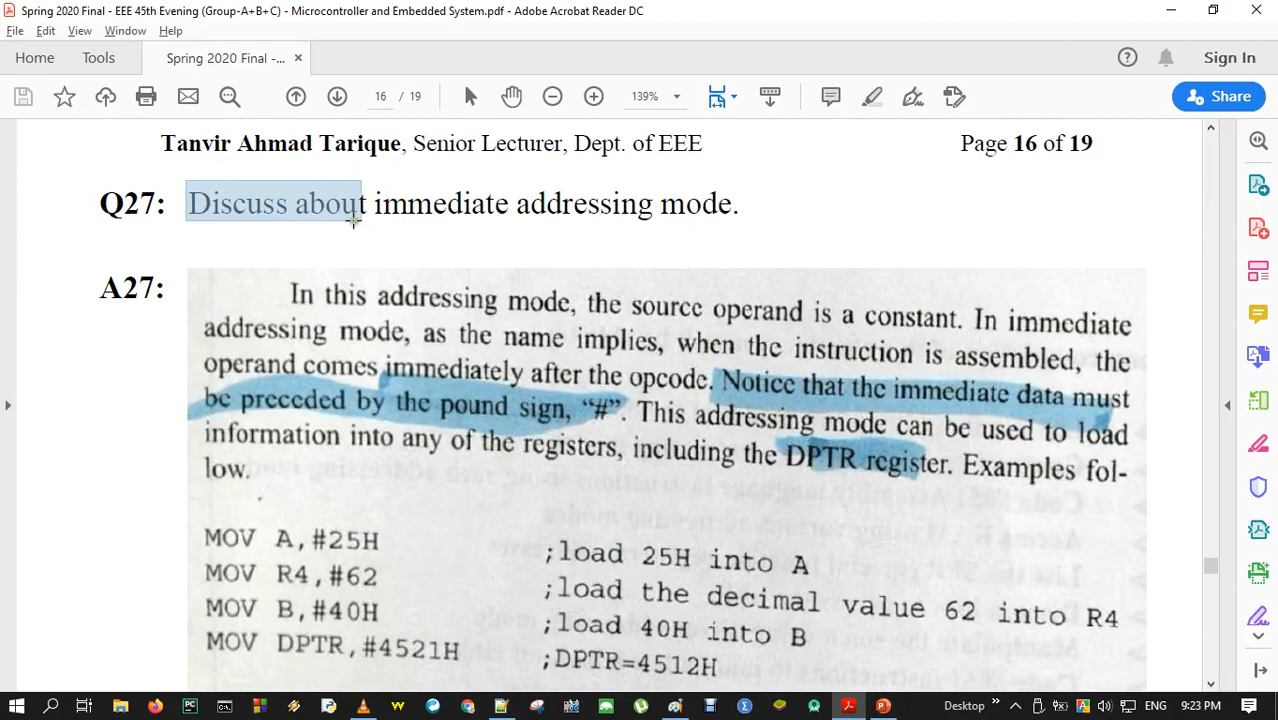 Spring 2020 Final - EEE 45th Evening (Group-A+B+C) - Microcontroller and Embedded System.pdf - Adobe Acrobat Reader DC
File Edit View Window Help
Home Tools Spring 2020 Final -... Sign In
16 / 19 139% Share
Tanvir Ahmad Tarique, Senior Lecturer, Dept. of EEE Page 16 of 19
Q27: Discuss about immediate addressing mode.
A27:
In this addressing mode, the source operand is a constant. In immediate
addressing mode, as the name implies, when the instruction is assembled, the
operand comes immediately after the opcode. Notice that the immediate data must
be preceded by the pound sign, “#”. This addressing mode can be used to load
information into any of the registers, including the DPTR register. Examples fol-
low.
MOV A,#25H ;load 25H into A
MOV R4,#62 ;load the decimal value 62 into R4
MOV B,#40H ;load 40H into B
MOV DPTR,#4521H ;DPTR=4512H
Desktop ENG 9:23 PM